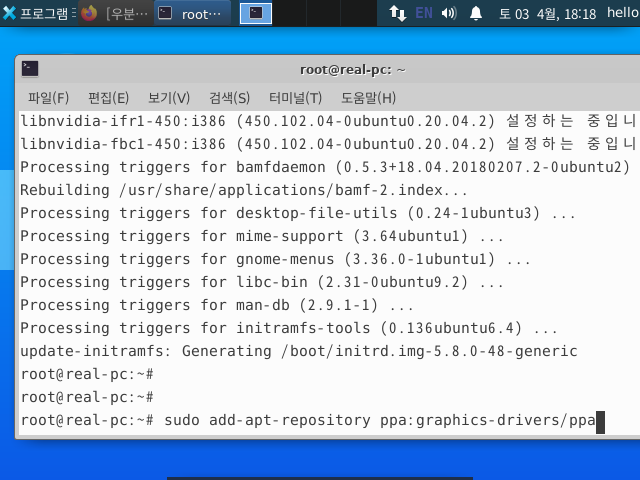 프로그램
[우분…
root…
EN
토 03 4월, 18:18
hello
root@real-pc: ~
파일(F) 편집(E) 보기(V) 검색(S) 터미널(T) 도움말(H)
libnvidia-ifr1-450:i386 (450.102.04-0ubuntu0.20.04.2) 설정하는 중입니
libnvidia-fbc1-450:i386 (450.102.04-0ubuntu0.20.04.2) 설정하는 중입니
Processing triggers for bamfdaemon (0.5.3+18.04.20180207.2-0ubuntu2)
Rebuilding /usr/share/applications/bamf-2.index...
Processing triggers for desktop-file-utils (0.24-1ubuntu3) ...
Processing triggers for mime-support (3.64ubuntu1) ...
Processing triggers for gnome-menus (3.36.0-1ubuntu1) ...
Processing triggers for libc-bin (2.31-0ubuntu9.2) ...
Processing triggers for man-db (2.9.1-1) ...
Processing triggers for initramfs-tools (0.136ubuntu6.4) ...
update-initramfs: Generating /boot/initrd.img-5.8.0-48-generic
root@real-pc:~#
root@real-pc:~#
root@real-pc:~# sudo add-apt-repository ppa:graphics-drivers/ppa